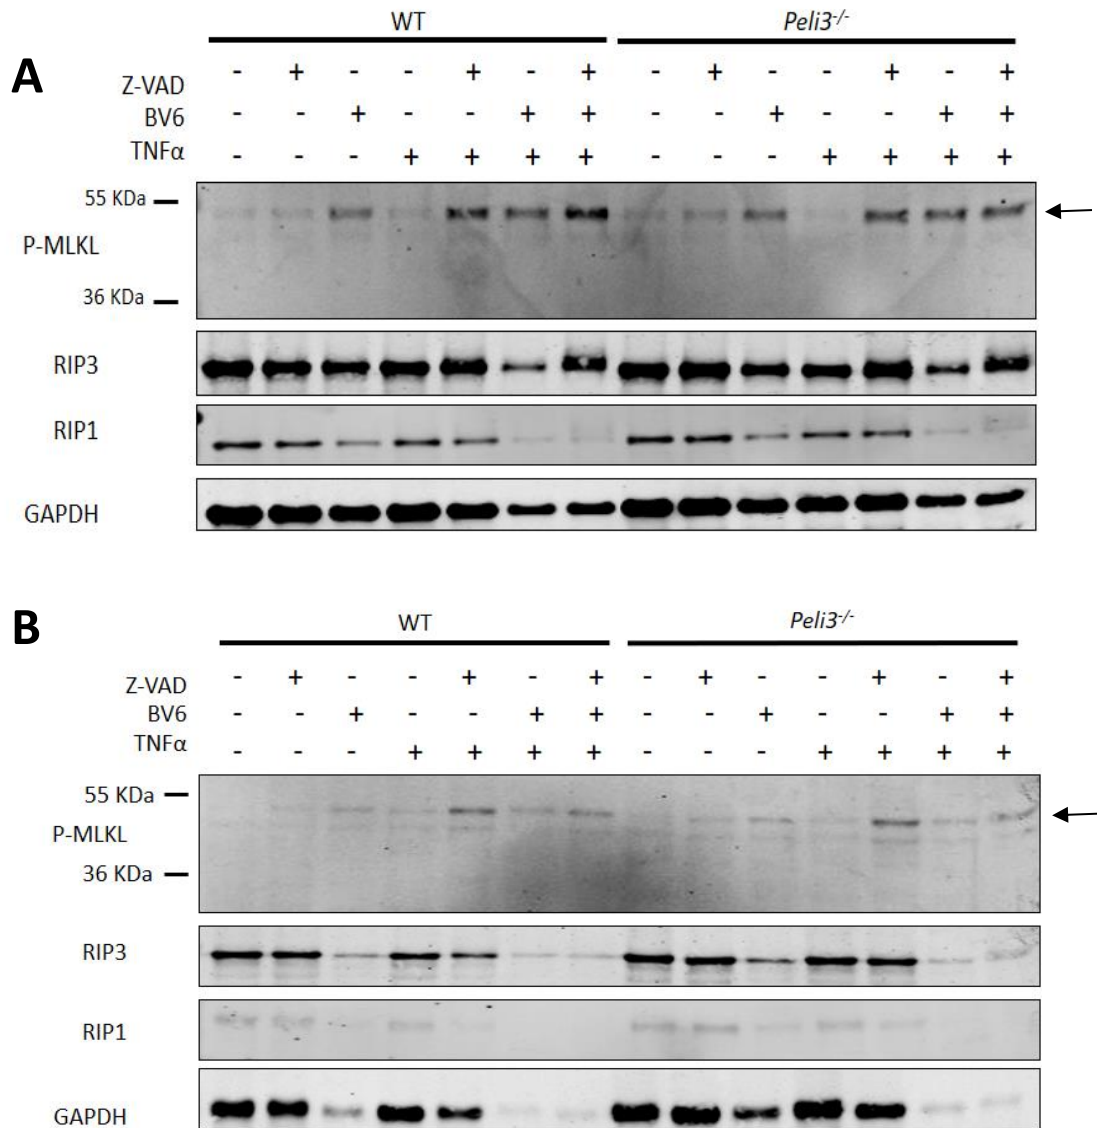 WT Peli3-/-
A
Z-VAD - + - - + - + - + - - + - +
BV6 - - + - - + + - - + - - + +
TNFα - - - + + + + - - - + + + +
55 KDa
P-MLKL
36 KDa
RIP3
RIP1
GAPDH
B
WT Peli3-/-
Z-VAD - + - - + - + - + - - + - +
BV6 - - + - - + + - - + - - + +
TNFα - - - + + + + - - - + + + +
55 KDa
P-MLKL
36 KDa
RIP3
RIP1
GAPDH